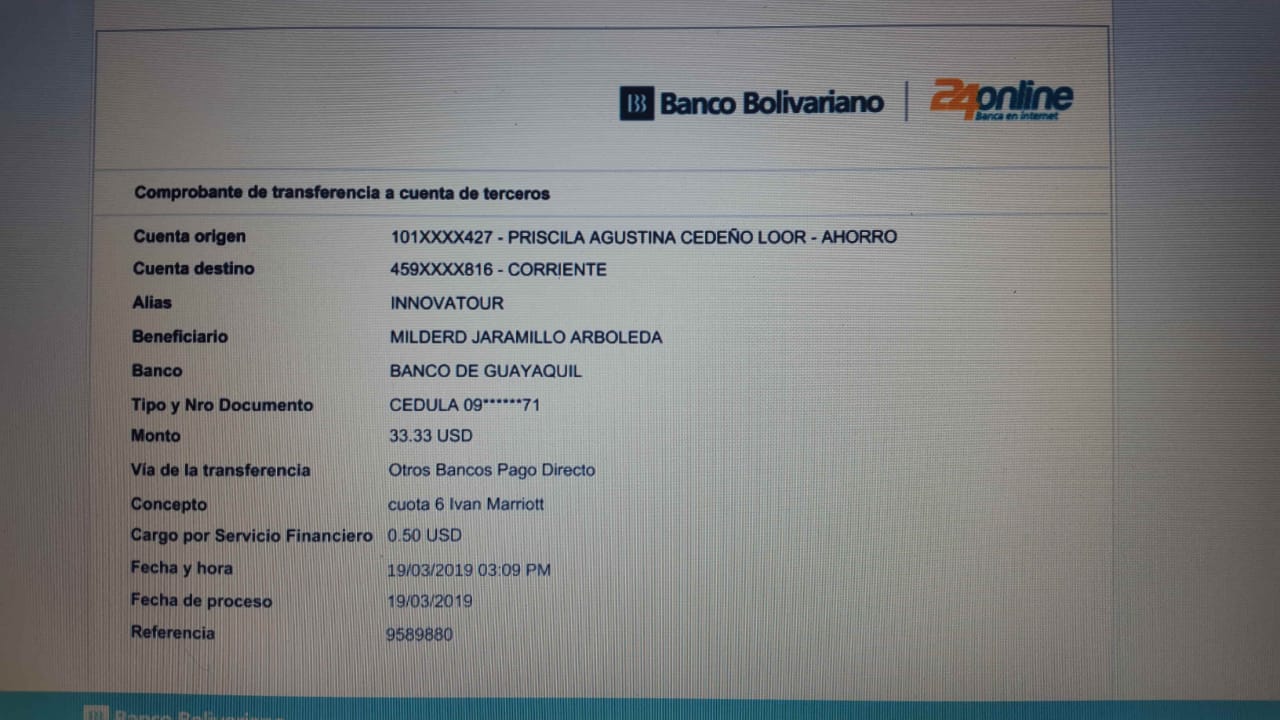 Banco Bolivariano 24online
Banca en internet
Comprobante de transferencia a cuenta de terceros
Cuenta origen 101XXXX427 - PRISCILA AGUSTINA CEDEÑO LOOR - AHORRO
Cuenta destino 459XXXX816 - CORRIENTE
Alias INNOVATOUR
Beneficiario MILDERD JARAMILLO ARBOLEDA
Banco BANCO DE GUAYAQUIL
Tipo y Nro Documento CEDULA 09******71
Monto 33.33 USD
Vía de la transferencia Otros Bancos Pago Directo
Concepto cuota 6 Ivan Marriott
Cargo por Servicio Financiero 0.50 USD
Fecha y hora 19/03/2019 03:09 PM
Fecha de proceso 19/03/2019
Referencia 9589880
Banco Bolivariano